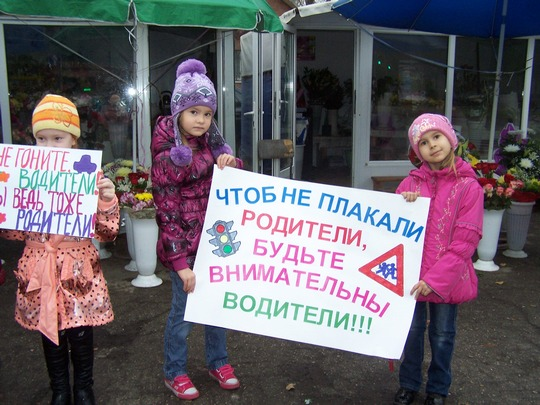 НЕ ГОНИТЕ
ВОДИТЕЛИ
Ы ВЕДЬ ТОЖЕ
РОДИТЕЛИ!
ЧТОБ НЕ ПЛАКАЛИ
РОДИТЕЛИ,
БУДЬТЕ
ВНИМАТЕЛЬНЫ
ВОДИТЕЛИ!!!